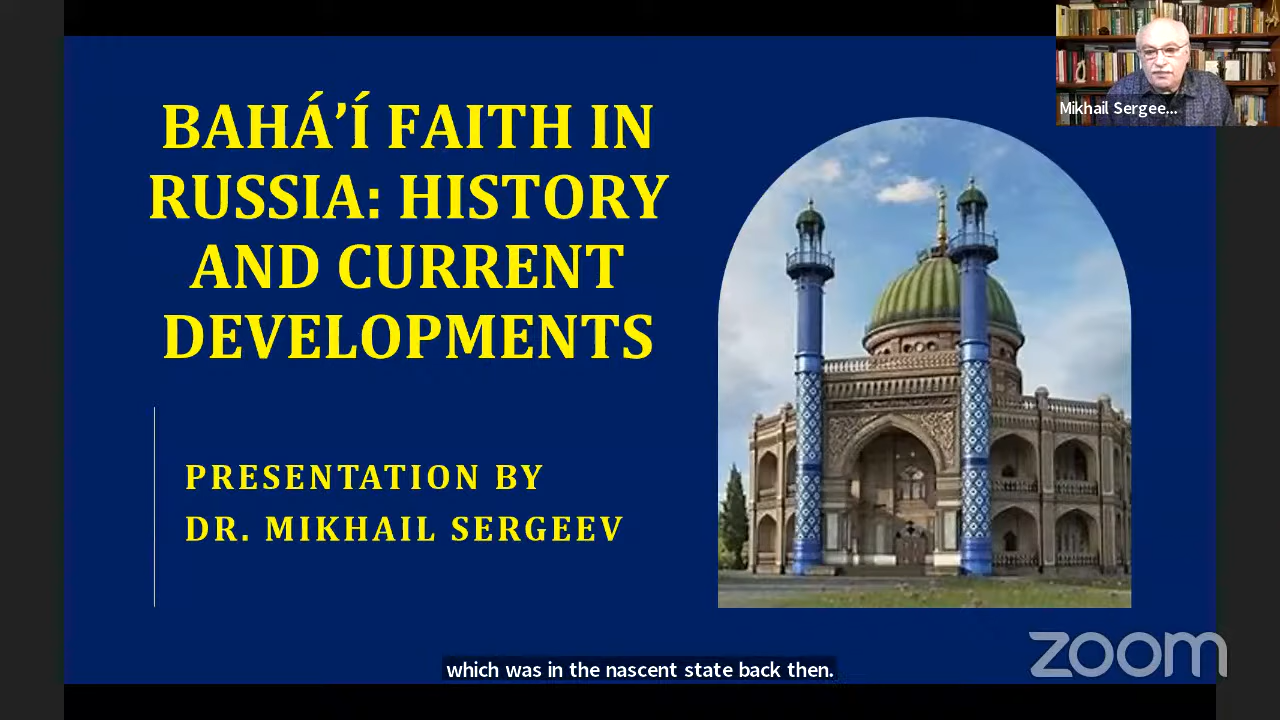 BAHÁ’Í FAITH IN
RUSSIA: HISTORY
AND CURRENT
DEVELOPMENTS
PRESENTATION BY
DR. MIKHAIL SERGEEV
Mikhail Sergee...
zoom
which was in the nascent state back then.